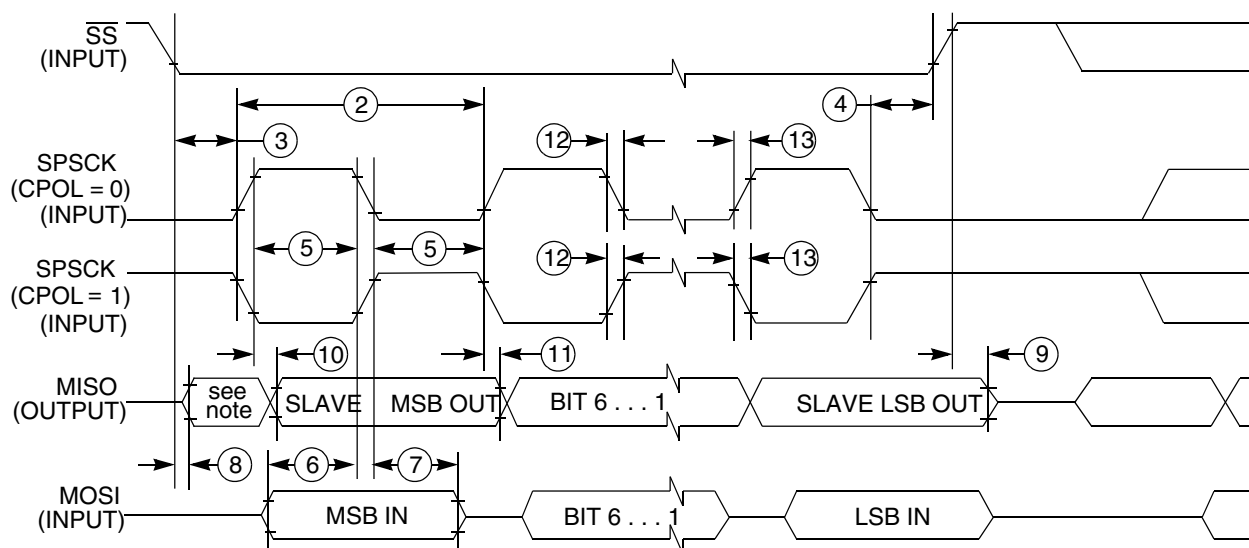 SS
(INPUT)
2
4
3
12
13
SPSCK
(CPOL = 0)
(INPUT)
5
5
12
13
SPSCK
(CPOL = 1)
(INPUT)
10
11
9
MISO
(OUTPUT)
see
note
SLAVE
MSB OUT
BIT 6 . . . 1
SLAVE LSB OUT
8
6
7
MOSI
(INPUT)
MSB IN
BIT 6 . . . 1
LSB IN